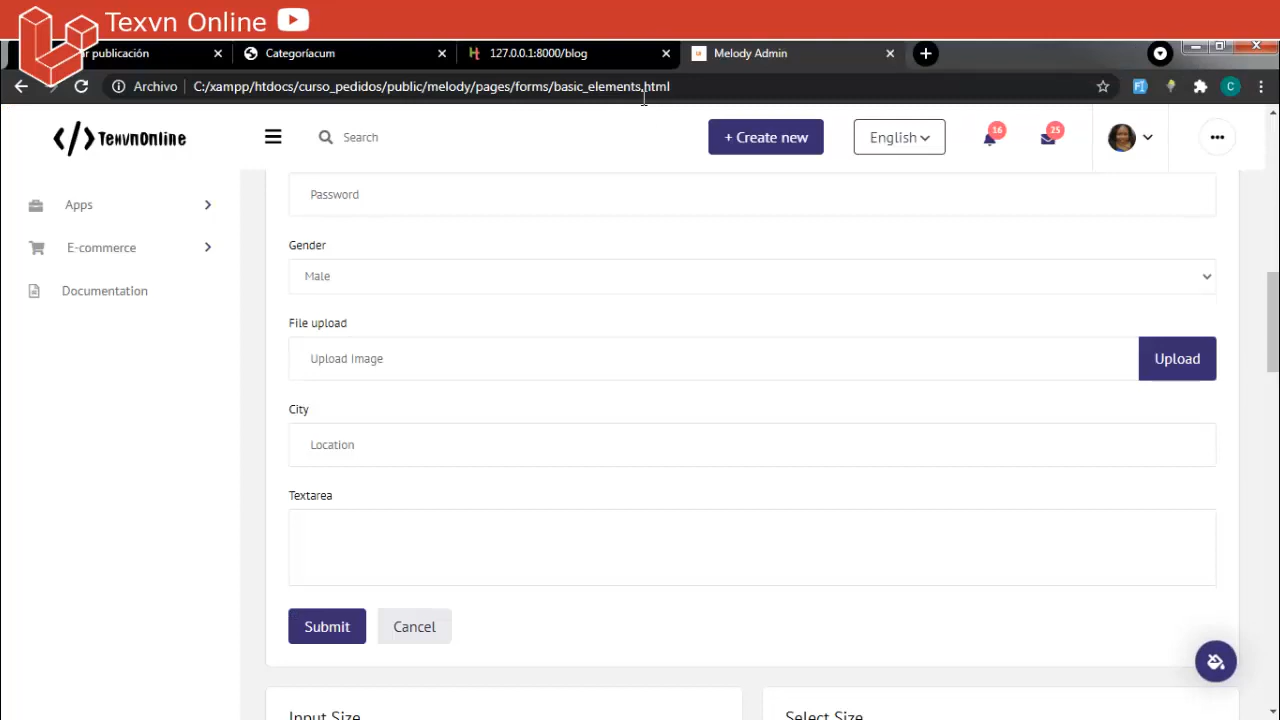 Texvn Online
r publicación
Categoríacum
127.0.0.1:8000/blog
Melody Admin
Archivo
C:/xampp/htdocs/curso_pedidos/public/melody/pages/forms/basic_elements.html
TexvnOnline
Search
+ Create new
English
16
25
Apps
E-commerce
Documentation
Password
Gender
Male
File upload
Upload Image
Upload
City
Location
Textarea
Submit
Cancel
Input Size
Select Size